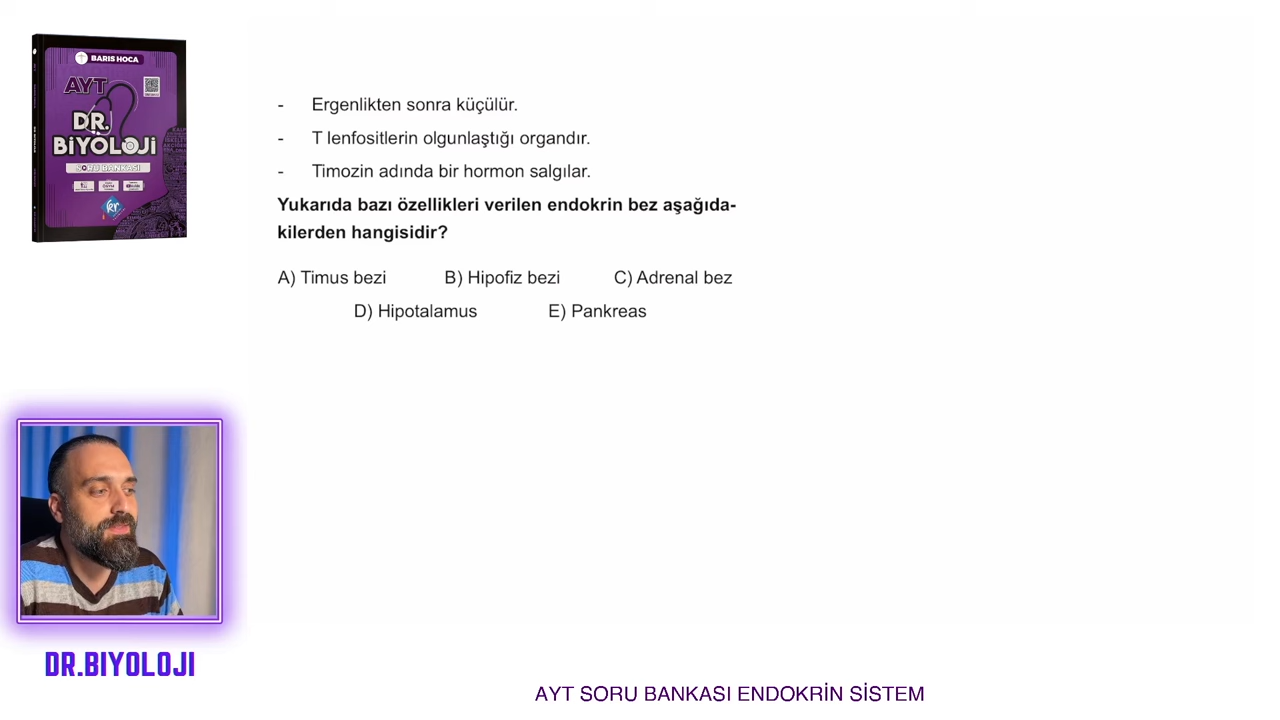 BARIS HOCA
AYT
DR.
BİYOLOJİ
SORU BANKASI
- Ergenlikten sonra küçülür.
- T lenfositlerin olgunlaştığı organdır.
- Timozin adında bir hormon salgılar.
Yukarıda bazı özellikleri verilen endokrin bez aşağıda-
kilerden hangisidir?
A) Timus bezi B) Hipofiz bezi C) Adrenal bez
D) Hipotalamus E) Pankreas
DR.BIYOLOJI
AYT SORU BANKASI ENDOKRİN SİSTEM